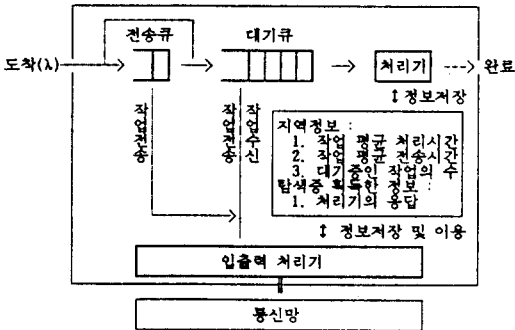 전송큐 대기큐
도착(λ) 처리기 완료
↕ 정보저장
작업전송
작업전송
작업수신
지역정보 :
1. 작업 평균 처리시간
2. 작업 평균 전송시간
3. 대기중인 작업의 수
탐색중 획득한 정보 :
1. 처리기의 응답
↕ 정보저장 및 이용
입출력 처리기
통신망